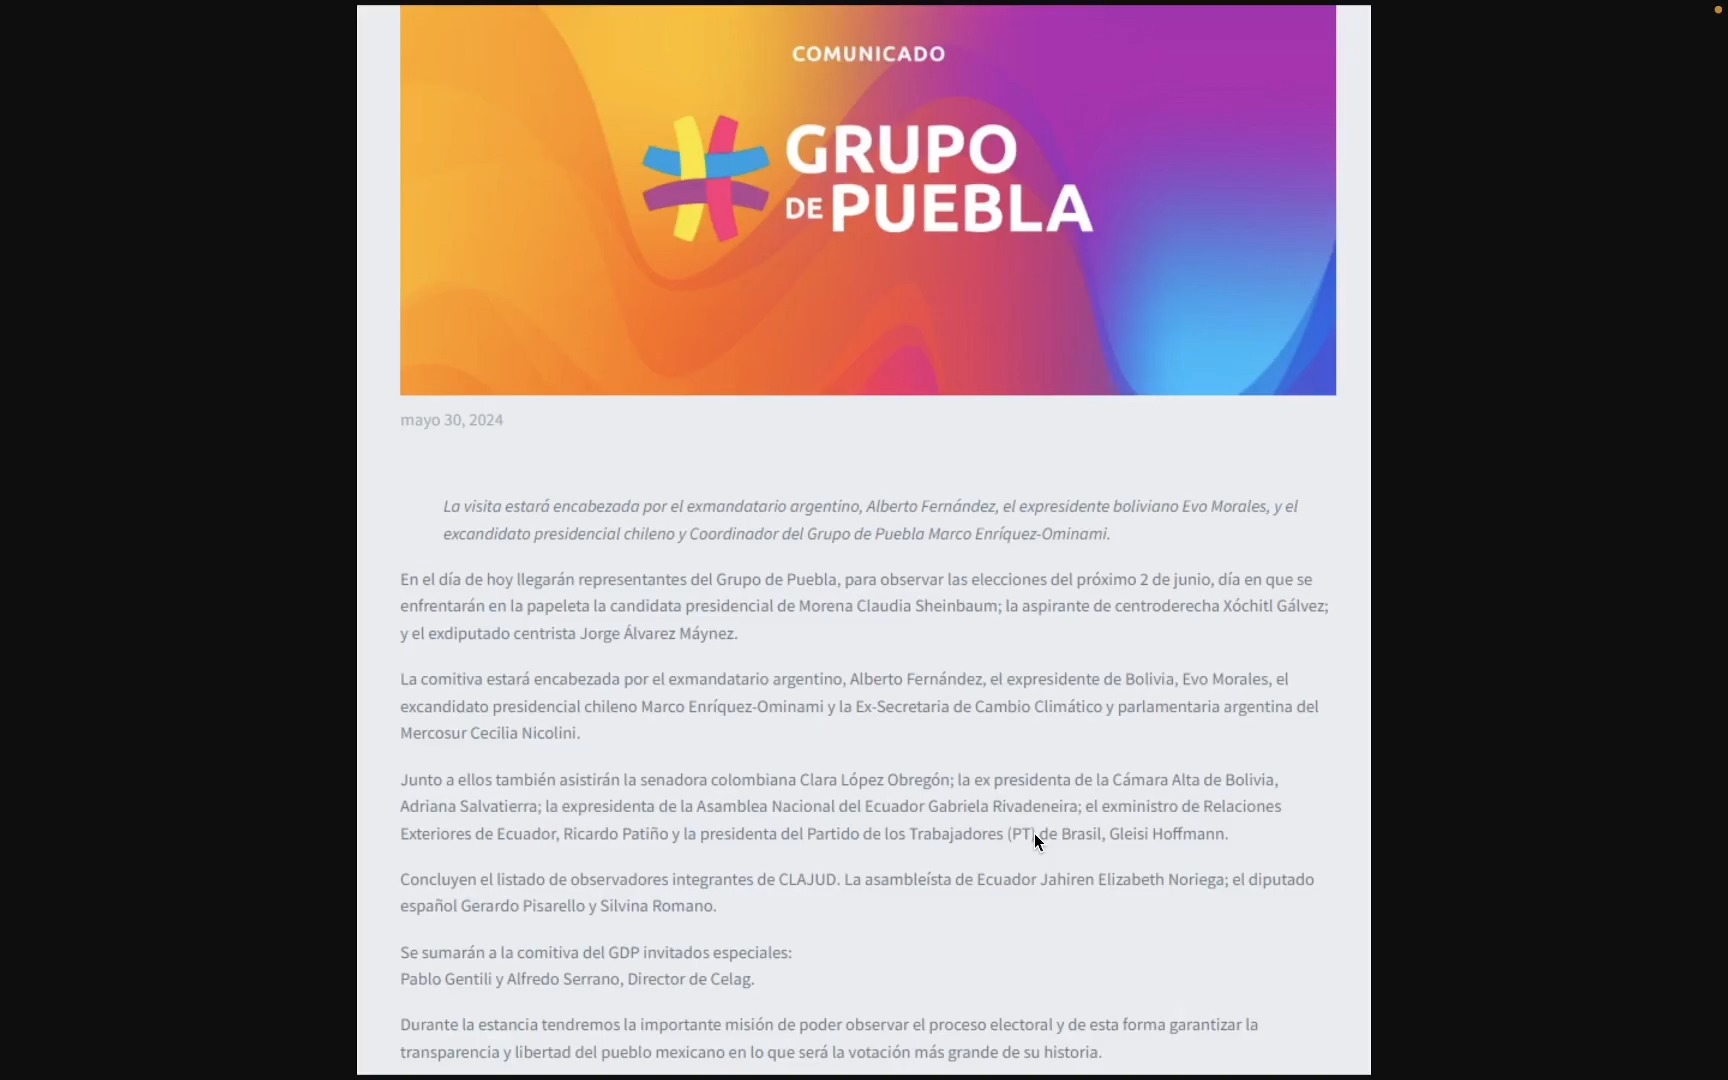 COMUNICADO
GRUPO
DE PUEBLA
mayo 30, 2024
La visita estará encabezada por el exmandatario argentino, Alberto Fernández, el expresidente boliviano Evo Morales, y el
excandidato presidencial chileno y Coordinador del Grupo de Puebla Marco Enríquez-Ominami.
En el día de hoy llegarán representantes del Grupo de Puebla, para observar las elecciones del próximo 2 de junio, día en que se
enfrentarán en la papeleta la candidata presidencial de Morena Claudia Sheinbaum; la aspirante de centroderecha Xóchitl Gálvez;
y el exdiputado centrista Jorge Álvarez Máynez.
La comitiva estará encabezada por el exmandatario argentino, Alberto Fernández, el expresidente de Bolivia, Evo Morales, el
excandidato presidencial chileno Marco Enríquez-Ominami y la Ex-Secretaria de Cambio Climático y parlamentaria argentina del
Mercosur Cecilia Nicolini.
Junto a ellos también asistirán la senadora colombiana Clara López Obregón; la ex presidenta de la Cámara Alta de Bolivia,
Adriana Salvatierra; la expresidenta de la Asamblea Nacional del Ecuador Gabriela Rivadeneira; el exministro de Relaciones
Exteriores de Ecuador, Ricardo Patiño y la presidenta del Partido de los Trabajadores (PT) de Brasil, Gleisi Hoffmann.
Concluyen el listado de observadores integrantes de CLAJUD. La asambleísta de Ecuador Jahiren Elizabeth Noriega; el diputado
español Gerardo Pisarello y Silvina Romano.
Se sumarán a la comitiva del GDP invitados especiales:
Pablo Gentili y Alfredo Serrano, Director de Celag.
Durante la estancia tendremos la importante misión de poder observar el proceso electoral y de esta forma garantizar la
transparencia y libertad del pueblo mexicano en lo que será la votación más grande de su historia.